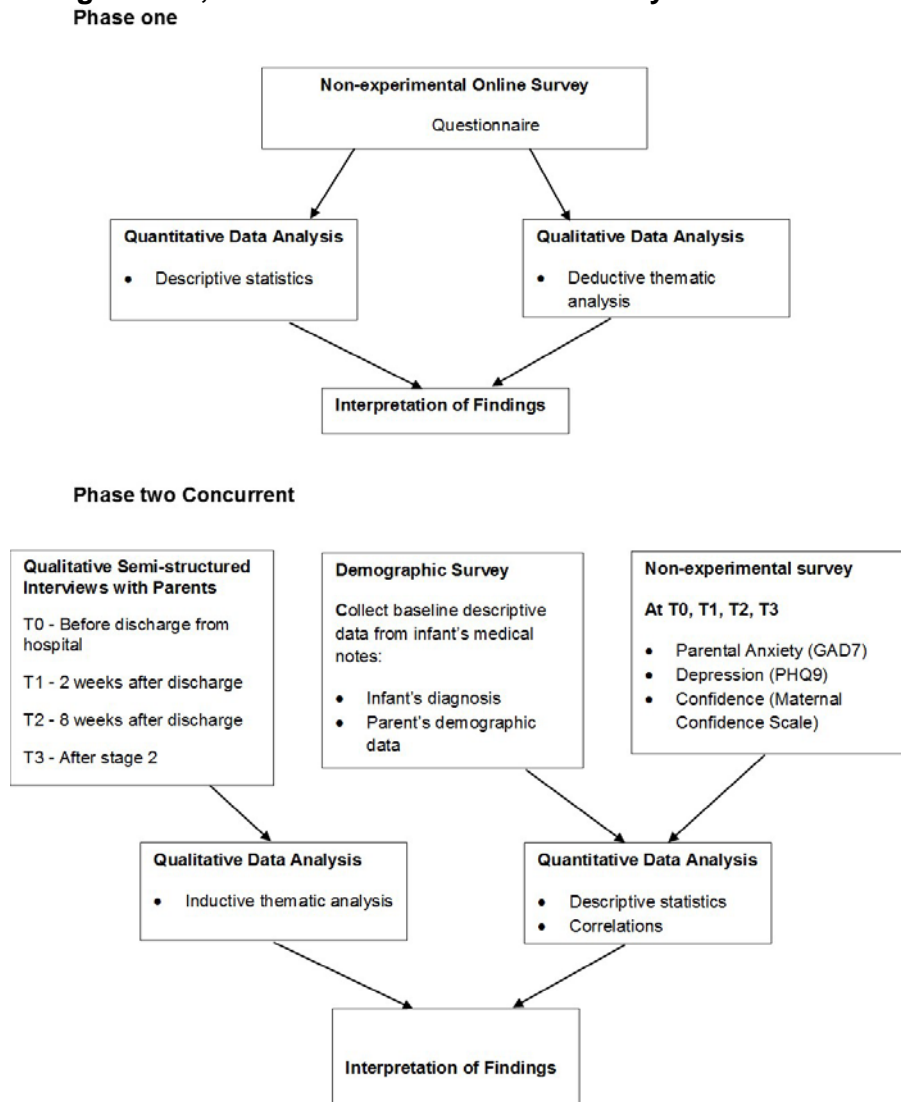 Phase one
Non-experimental Online Survey
Questionnaire
Quantitative Data Analysis
• Descriptive statistics
Qualitative Data Analysis
• Deductive thematic
analysis
Interpretation of Findings
Phase two Concurrent
Qualitative Semi-structured
Interviews with Parents
T0 - Before discharge from
hospital
T1 - 2 weeks after discharge
T2 - 8 weeks after discharge
T3 - After stage 2
Demographic Survey
Collect baseline descriptive
data from infant's medical
notes:
• Infant's diagnosis
• Parent's demographic
data
Non-experimental survey
At T0, T1, T2, T3
• Parental Anxiety (GAD7)
• Depression (PHQ9)
• Confidence (Maternal
Confidence Scale)
Qualitative Data Analysis
• Inductive thematic analysis
Quantitative Data Analysis
• Descriptive statistics
• Correlations
Interpretation of Findings